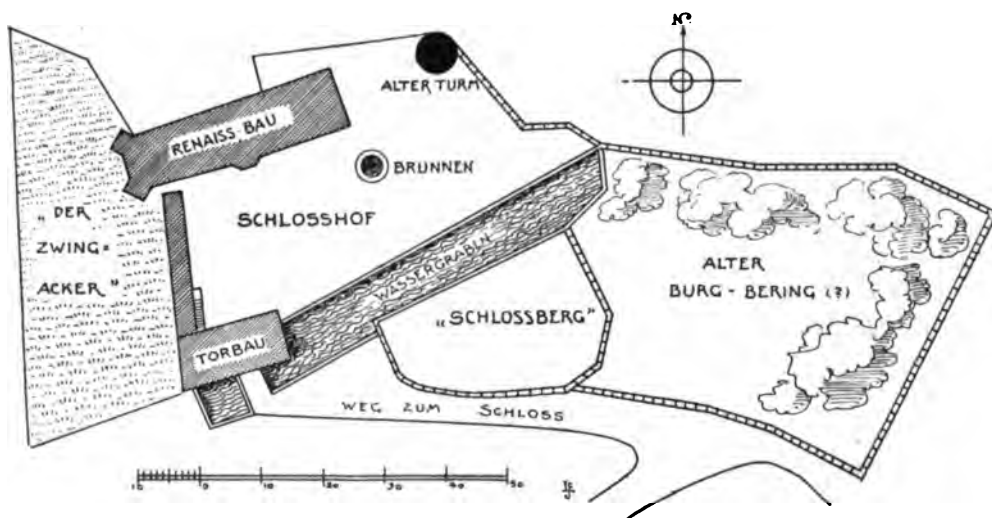 N
ALTER TURM
RENAISS. BAU
BRUNNEN
„DER
ZWING=
ACKER"
SCHLOSSHOF
WASSERGRABEN
ALTER
BURG - BERING (?)
„SCHLOSSBERG"
TORBAU
WEG ZUM SCHLOSS
10 0 10 20 30 40 50